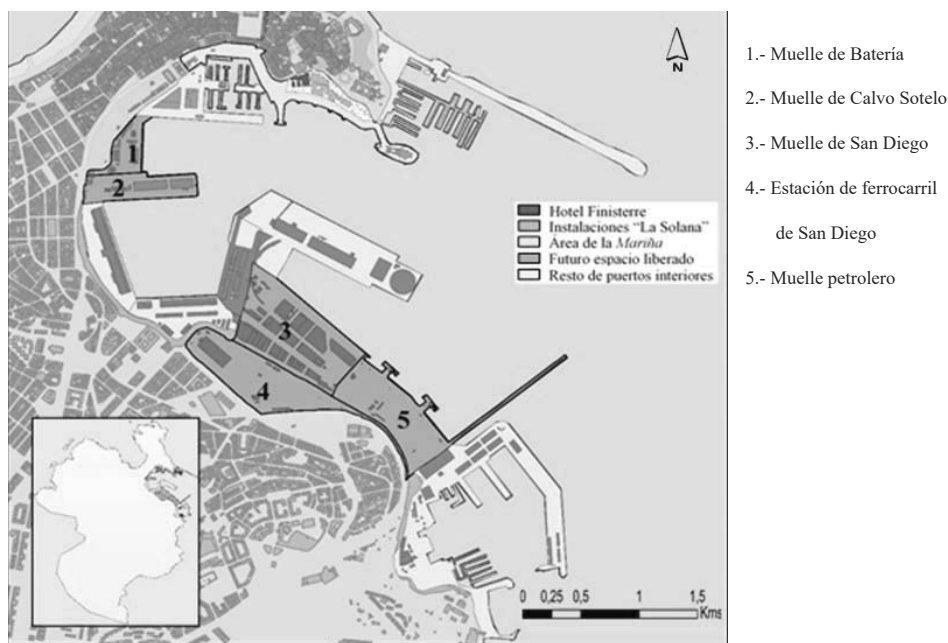 N
1
2
3
4
5
Hotel Finisterre
Instalaciones “La Solana”
Área de la Mariña
Futuro espacio liberado
Resto de puertos interiores
0 0,25 0,5 1 1,5
Kms
1.- Muelle de Batería
2.- Muelle de Calvo Sotelo
3.- Muelle de San Diego
4.- Estación de ferrocarril
de San Diego
5.- Muelle petrolero